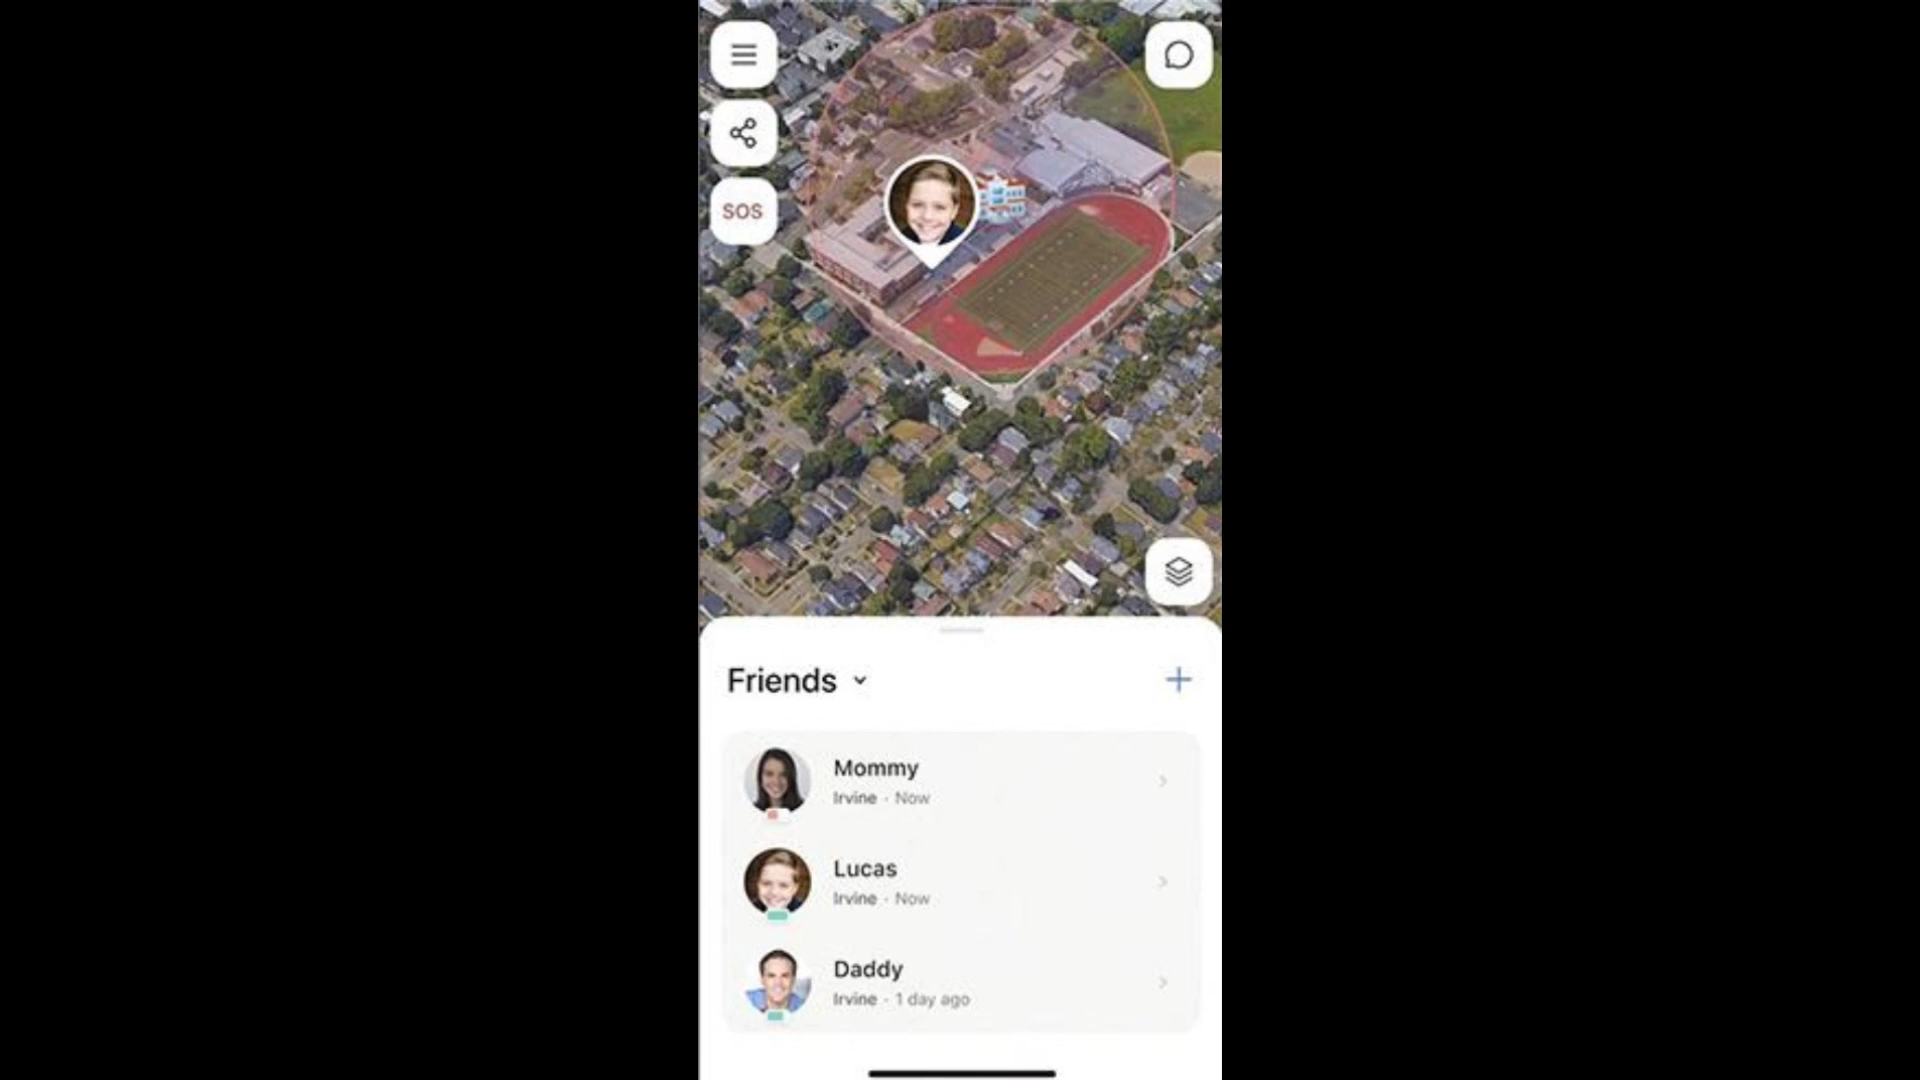 SOS
Friends
Mommy
Irvine · Now
Lucas
Irvine · Now
Daddy
Irvine · 1 day ago